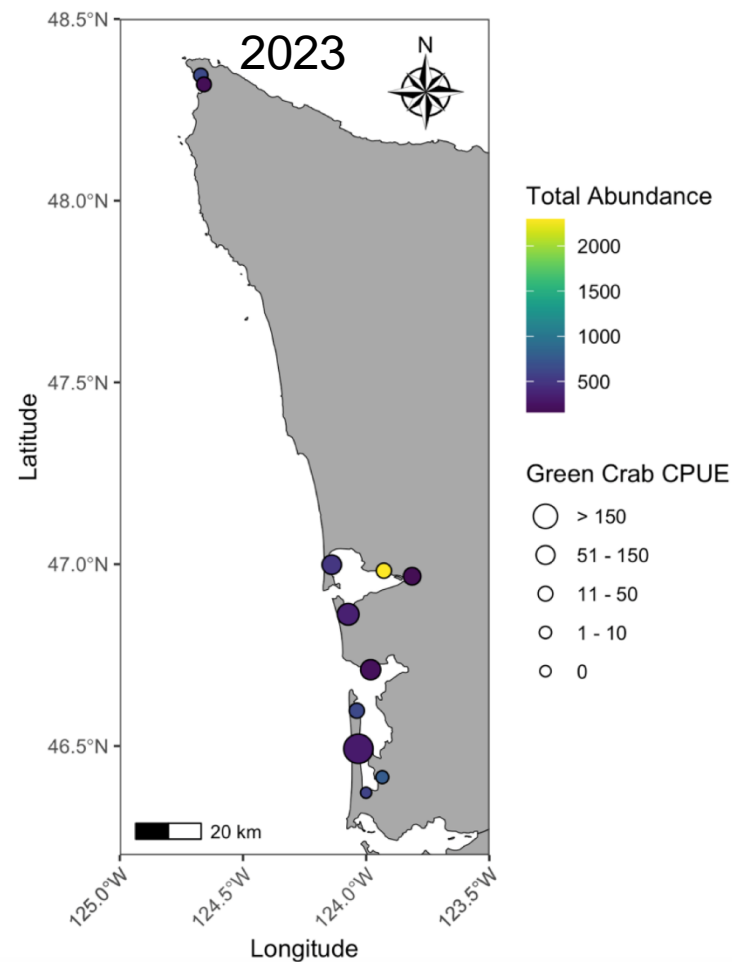 48.5°N
2023
N
48.0°N
47.5°N
47.0°N
46.5°N
Latitude
20 km
125.0°W
124.5°W
124.0°W
123.5°W
Longitude
Total Abundance
2000
1500
1000
500
Green Crab CPUE
> 150
51 - 150
11 - 50
1 - 10
0